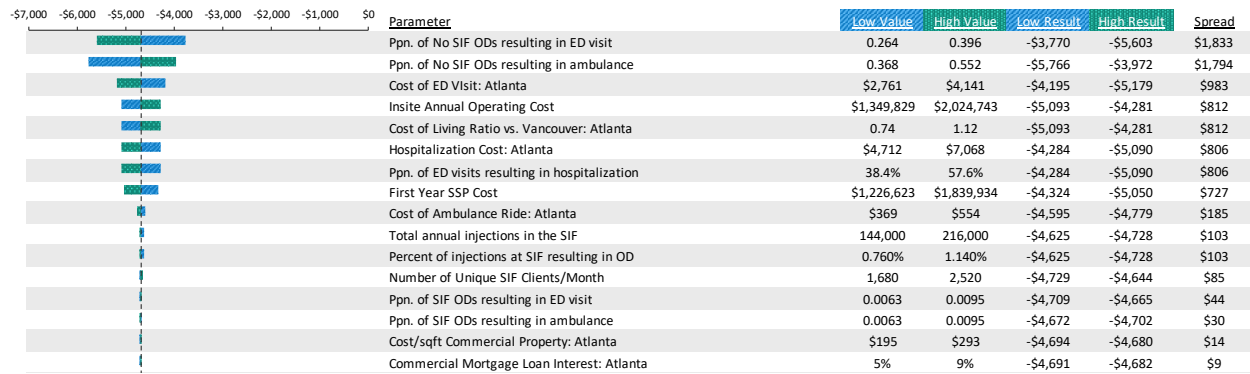 -$7,000 -$6,000 -$5,000 -$4,000 -$3,000 -$2,000 -$1,000 $0
Parameter Low Value High Value Low Result High Result Spread
Ppn. of No SIF ODs resulting in ED visit 0.264 0.396 -$3,770 -$5,603 $1,833
Ppn. of No SIF ODs resulting in ambulance 0.368 0.552 -$5,766 -$3,972 $1,794
Cost of ED VIsit: Atlanta $2,761 $4,141 -$4,195 -$5,179 $983
Insite Annual Operating Cost $1,349,829 $2,024,743 -$5,093 -$4,281 $812
Cost of Living Ratio vs. Vancouver: Atlanta 0.74 1.12 -$5,093 -$4,281 $812
Hospitalization Cost: Atlanta $4,712 $7,068 -$4,284 -$5,090 $806
Ppn. of ED visits resulting in hospitalization 38.4% 57.6% -$4,284 -$5,090 $806
First Year SSP Cost $1,226,623 $1,839,934 -$4,324 -$5,050 $727
Cost of Ambulance Ride: Atlanta $369 $554 -$4,595 -$4,779 $185
Total annual injections in the SIF 144,000 216,000 -$4,625 -$4,728 $103
Percent of injections at SIF resulting in OD 0.760% 1.140% -$4,625 -$4,728 $103
Number of Unique SIF Clients/Month 1,680 2,520 -$4,729 -$4,644 $85
Ppn. of SIF ODs resulting in ED visit 0.0063 0.0095 -$4,709 -$4,665 $44
Ppn. of SIF ODs resulting in ambulance 0.0063 0.0095 -$4,672 -$4,702 $30
Cost/sqft Commercial Property: Atlanta $195 $293 -$4,694 -$4,680 $14
Commercial Mortgage Loan Interest: Atlanta 5% 9% -$4,691 -$4,682 $9